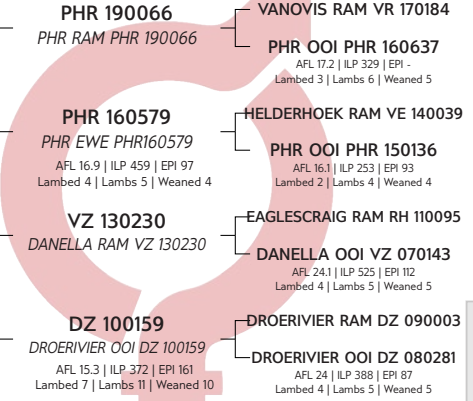 PHR 190066
PHR RAM PHR 190066
VANOVIS RAM VR 170184
PHR OOI PHR 160637
AFL 17.2 | ILP 329 | EPI -
Lambed 3 | Lambs 6 | Weaned 5
PHR 160579
PHR EWE PHR160579
AFL 16.9 | ILP 459 | EPI 97
Lambed 4 | Lambs 5 | Weaned 4
HELDERHOEK RAM VE 140039
PHR OOI PHR 150136
AFL 16.1 | ILP 253 | EPI 93
Lambed 2 | Lambs 4 | Weaned 4
VZ 130230
DANELLA RAM VZ 130230
EAGLESCRAIG RAM RH 110095
DANELLA OOI VZ 070143
AFL 24.1 | ILP 525 | EPI 112
Lambed 4 | Lambs 5 | Weaned 5
DZ 100159
DROERIVIER OOI DZ 100159
AFL 15.3 | ILP 372 | EPI 161
Lambed 7 | Lambs 11 | Weaned 10
DROERIVIER RAM DZ 090003
DROERIVIER OOI DZ 080281
AFL 24 | ILP 388 | EPI 87
Lambed 4 | Lambs 5 | Weaned 5